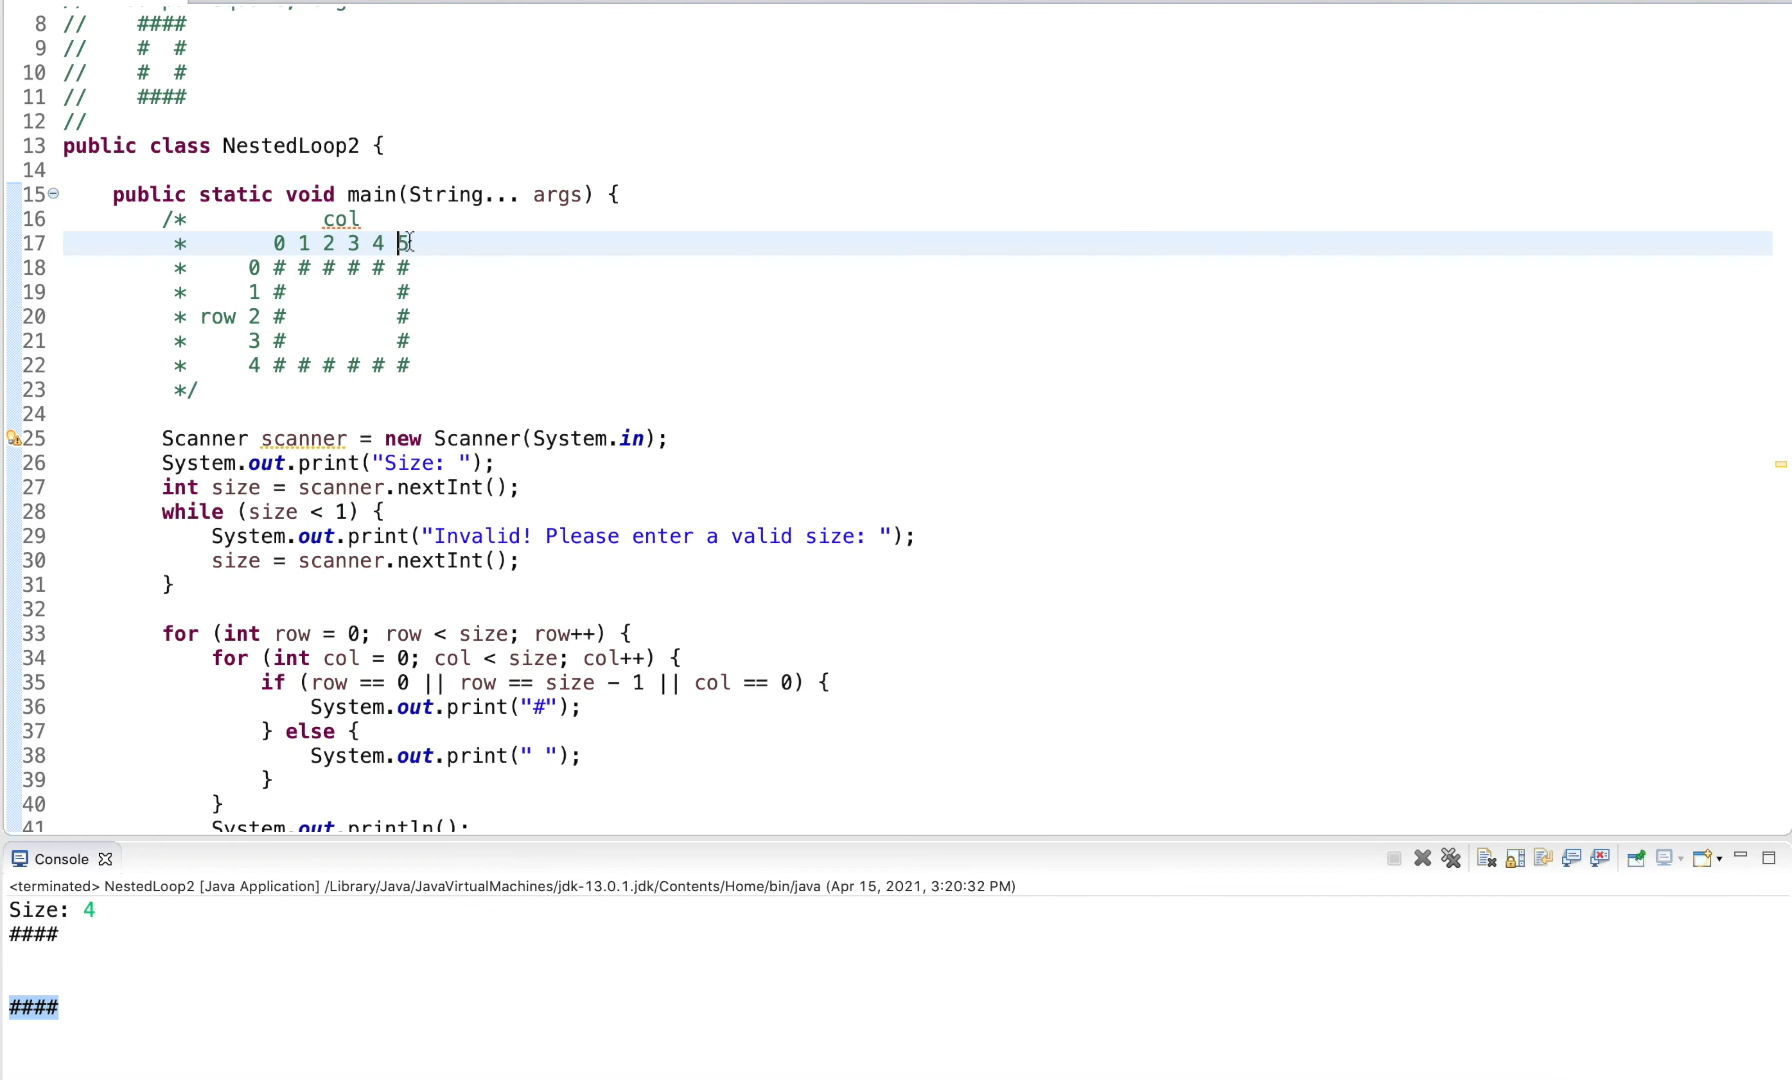 8 //    ####
9 //    #  #
10 //    #  #
11 //    ####
12 //
13 public class NestedLoop2 {
14
15     public static void main(String... args) {
16         /*           col
17          *       0 1 2 3 4 5
18          *     0 # # # # # #
19          *     1 #         #
20          * row 2 #         #
21          *     3 #         #
22          *     4 # # # # # #
23          */
24
25         Scanner scanner = new Scanner(System.in);
26         System.out.print("Size: ");
27         int size = scanner.nextInt();
28         while (size < 1) {
29             System.out.print("Invalid! Please enter a valid size: ");
30             size = scanner.nextInt();
31         }
32
33         for (int row = 0; row < size; row++) {
34             for (int col = 0; col < size; col++) {
35                 if (row == 0 || row == size - 1 || col == 0) {
36                     System.out.print("#");
37                 } else {
38                     System.out.print(" ");
39                 }
40             }
41             System.out.println();
Console
<terminated> NestedLoop2 [Java Application] /Library/Java/JavaVirtualMachines/jdk-13.0.1.jdk/Contents/Home/bin/java (Apr 15, 2021, 3:20:32 PM)
Size: 4
####
####